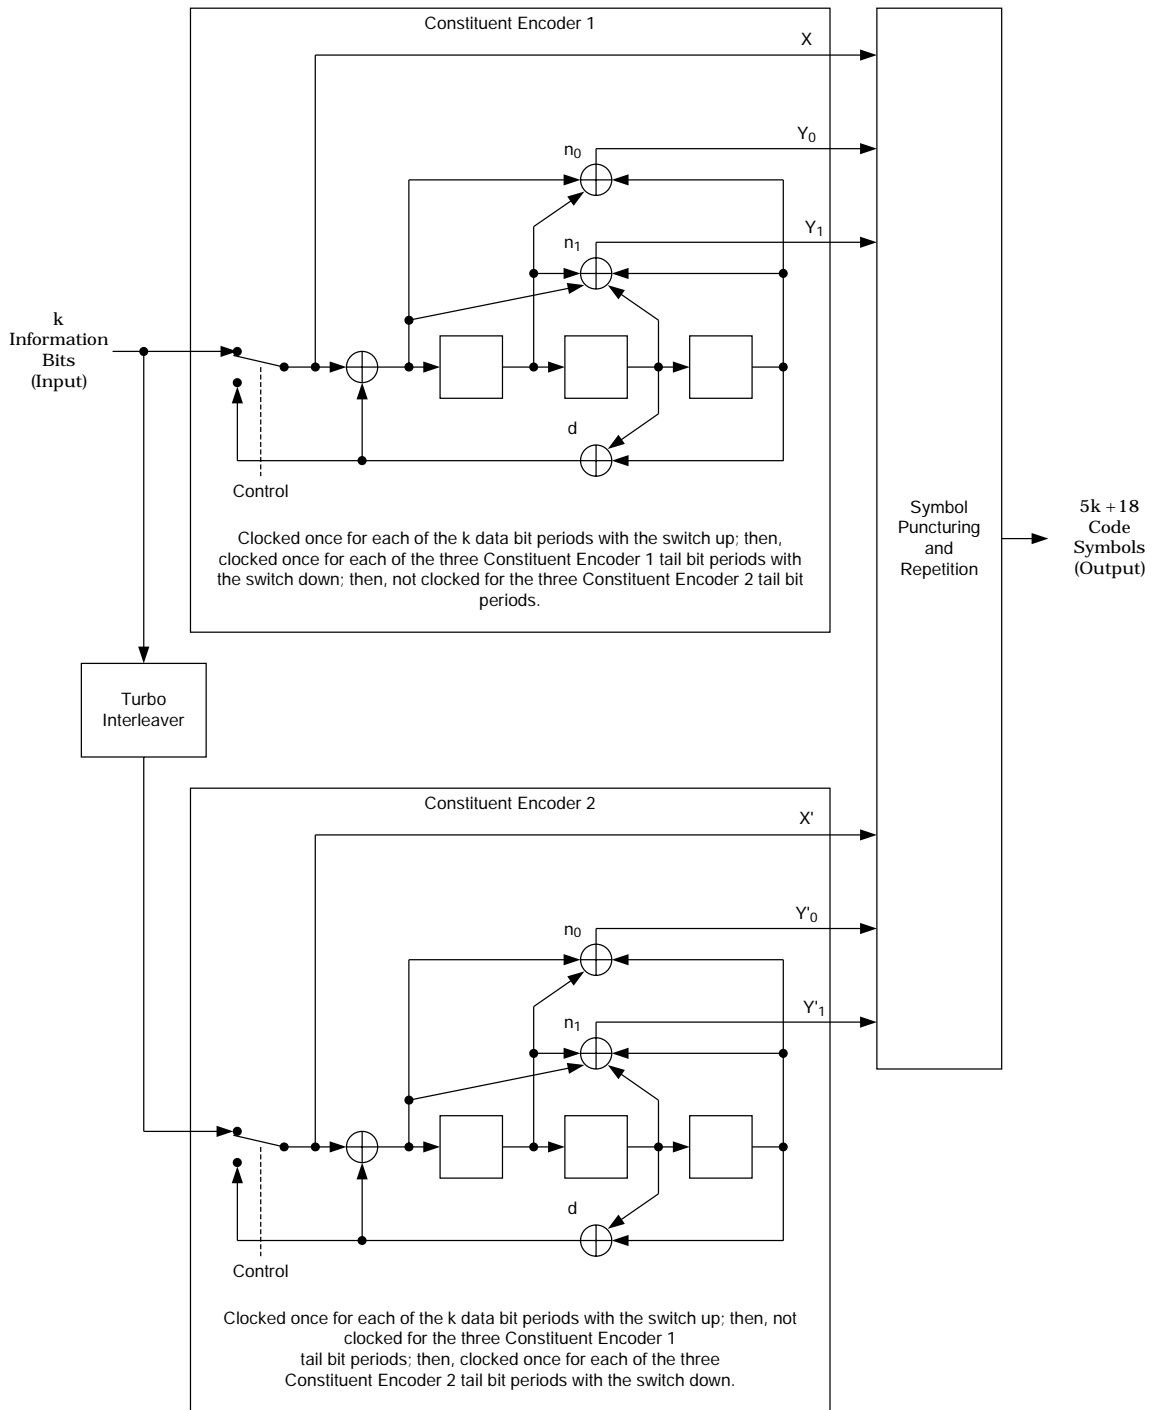 Constituent Encoder 1
X
Y0
n0
Y1
n1
k
Information
Bits
(Input)
d
Control
Clocked once for each of the k data bit periods with the switch up; then,
clocked once for each of the three Constituent Encoder 1 tail bit periods with
the switch down; then, not clocked for the three Constituent Encoder 2 tail bit
periods.
Symbol
Puncturing
and
Repetition
5k +18
Code
Symbols
(Output)
Turbo
Interleaver
Constituent Encoder 2
X'
Y'0
n0
Y'1
n1
d
Control
Clocked once for each of the k data bit periods with the switch up; then, not
clocked for the three Constituent Encoder 1
tail bit periods; then, clocked once for each of the three
Constituent Encoder 2 tail bit periods with the switch down.